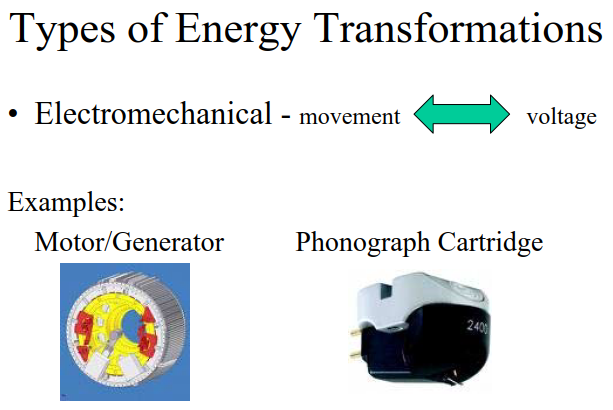 Types of Energy Transformations
• Electromechanical - movement voltage
Examples:
Motor/Generator Phonograph Cartridge
2400